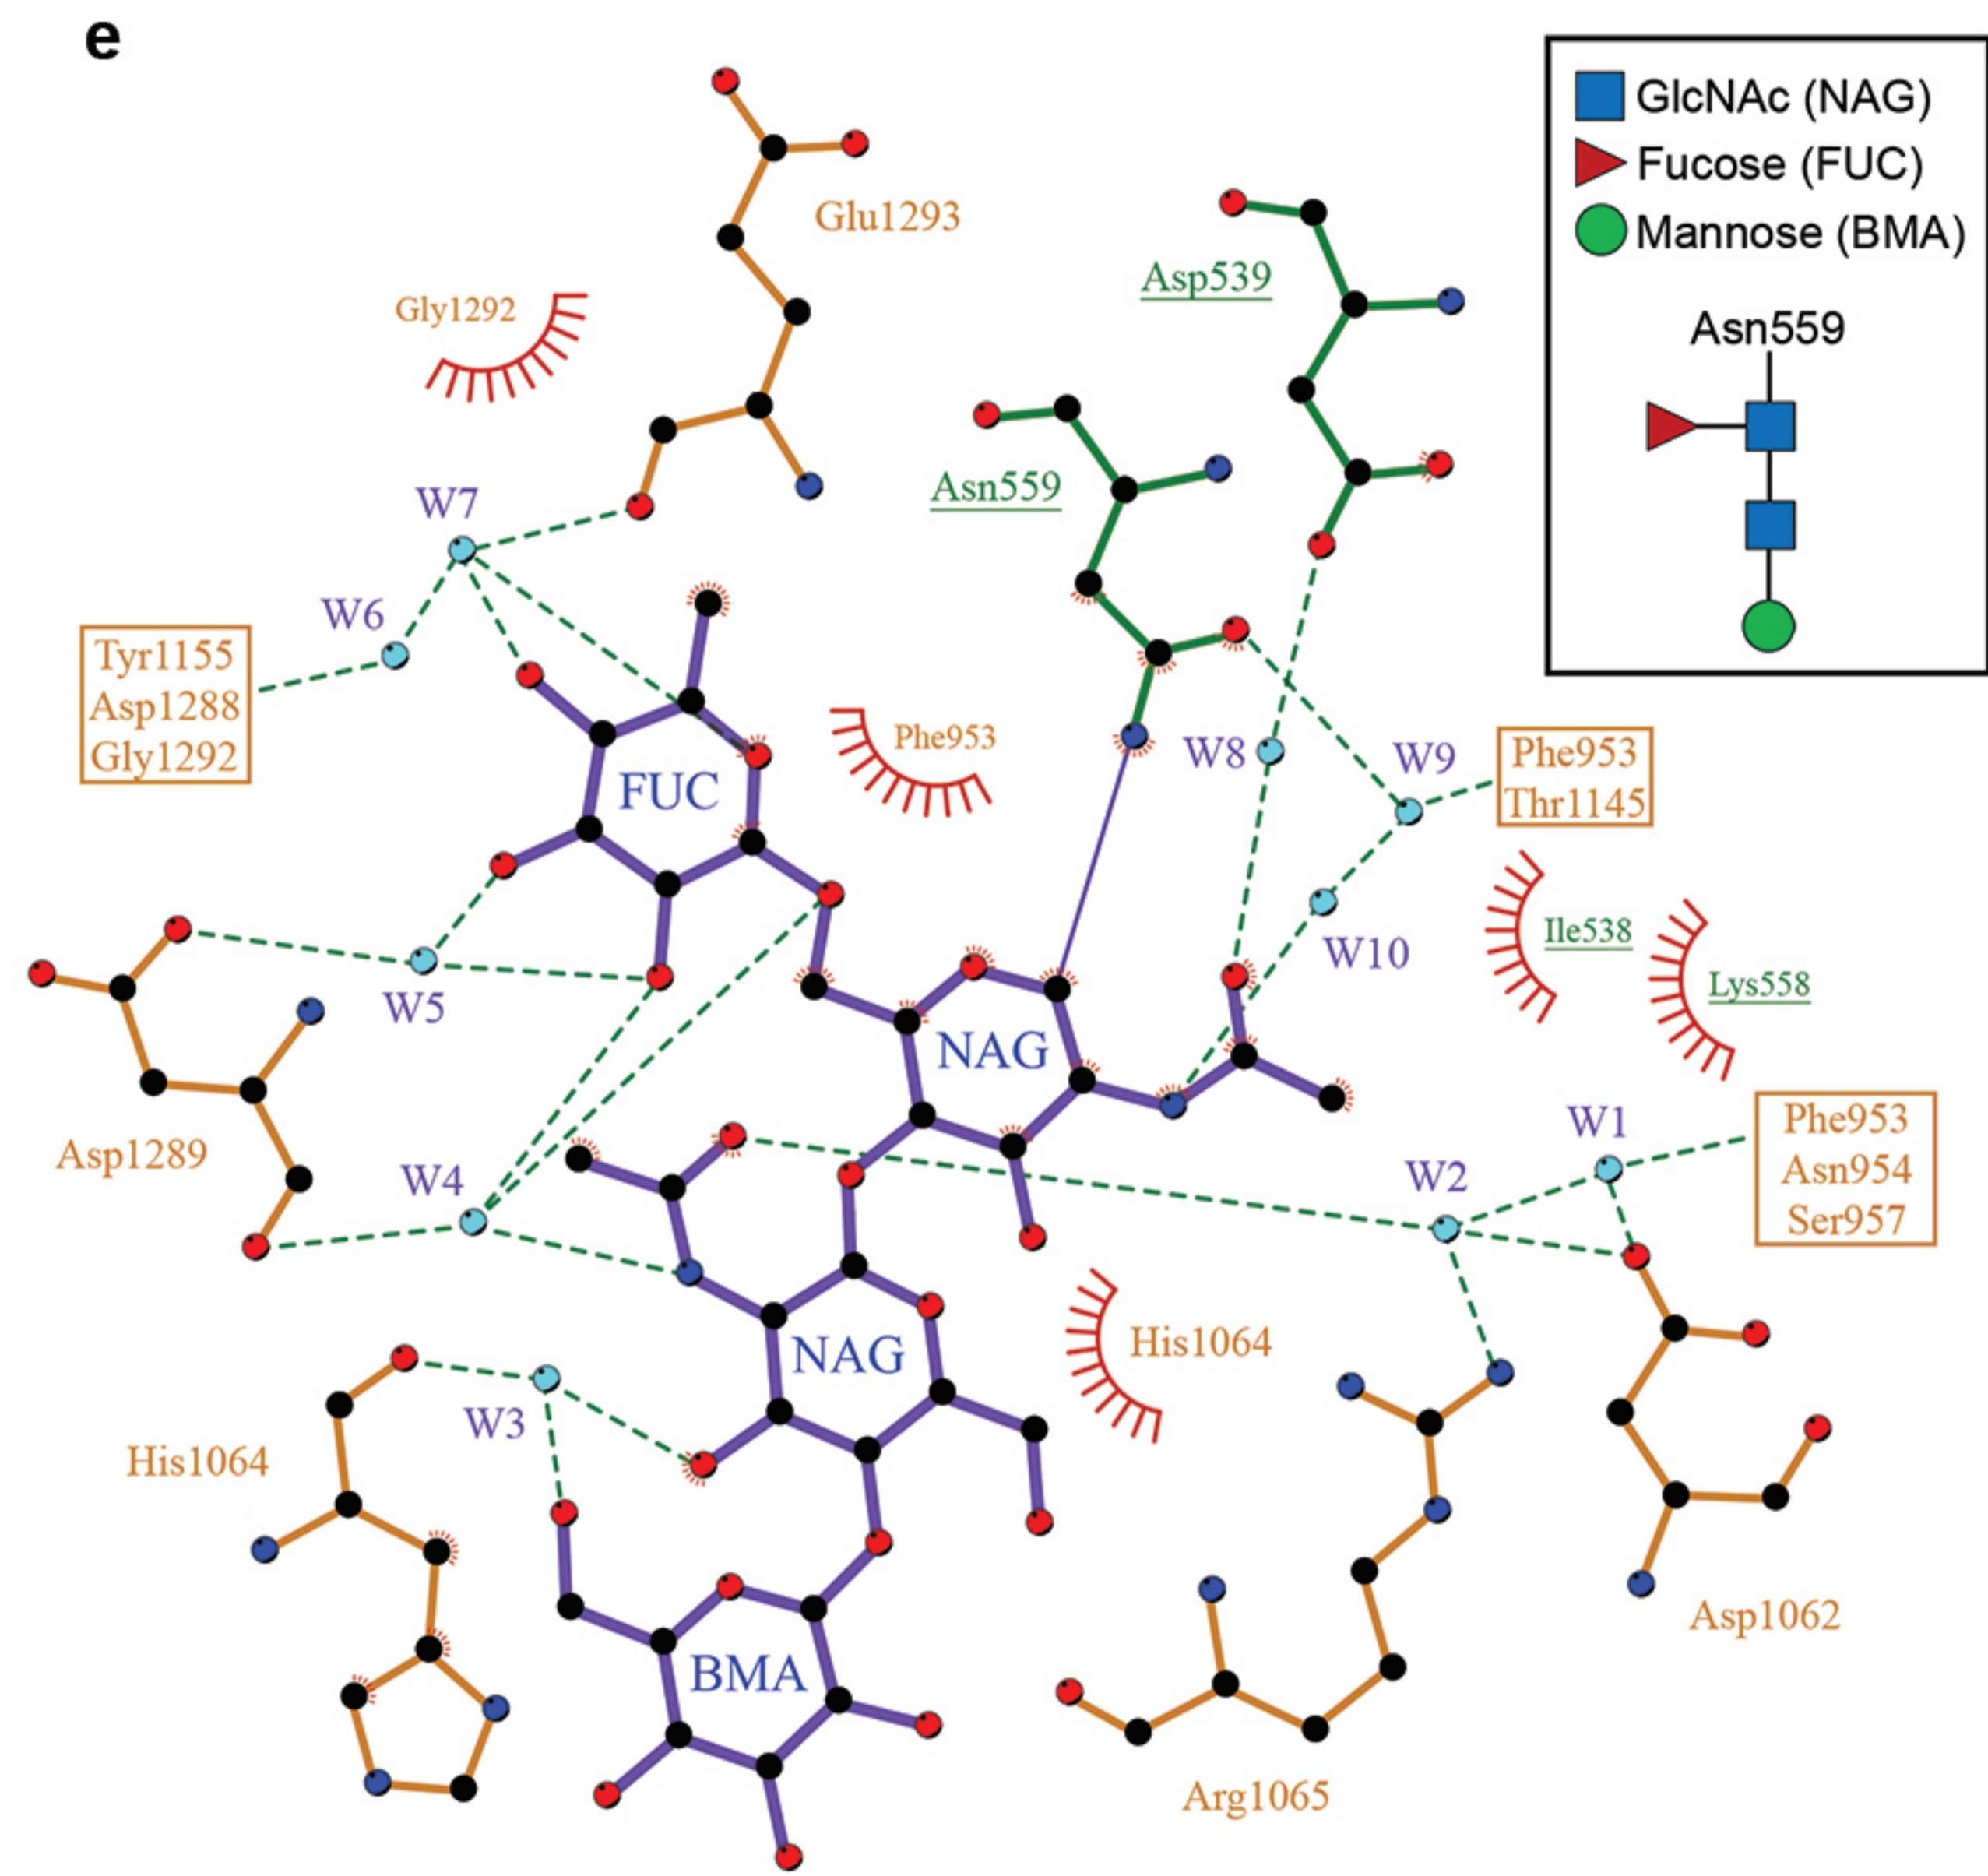 e
GlcNAc (NAG)
Fucose (FUC)
Mannose (BMA)
Asn559
Glu1293
Asp539
Gly1292
Asn559
W7
W6
Tyr1155
Asp1288
Gly1292
FUC
Phe953
W8
W9
Phe953
Thr1145
W10
Ile538
Lys558
W5
NAG
Asp1289
W4
W2
W1
Phe953
Asn954
Ser957
NAG
His1064
W3
His1064
BMA
Asp1062
Arg1065